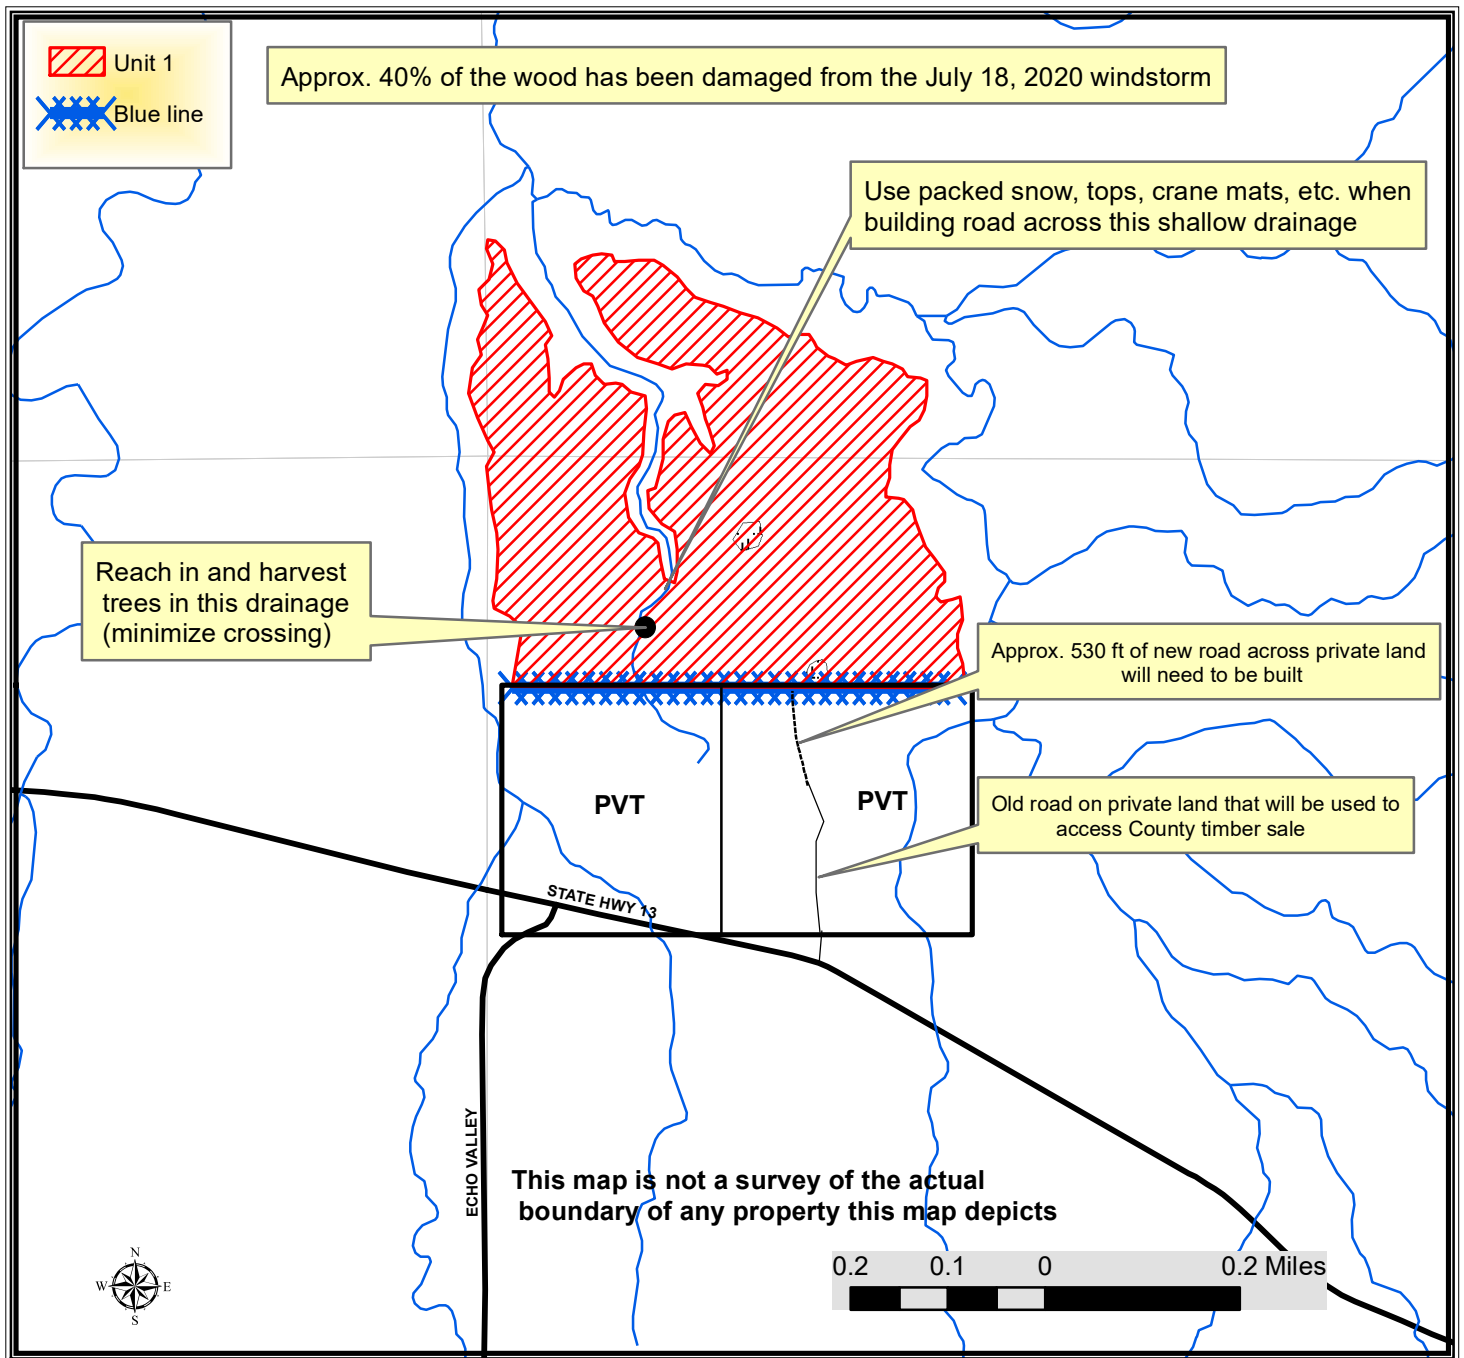 Unit 1
Blue line
Approx. 40% of the wood has been damaged from the July 18, 2020 windstorm
Use packed snow, tops, crane mats, etc. when
building road across this shallow drainage
Reach in and harvest
trees in this drainage
(minimize crossing)
Approx. 530 ft of new road across private land
will need to be built
PVT
PVT
Old road on private land that will be used to
access County timber sale
STATE HWY 13
ECHO VALLEY
This map is not a survey of the actual
boundary of any property this map depicts
N
W E
S
0.2 0.1 0 0.2 Miles